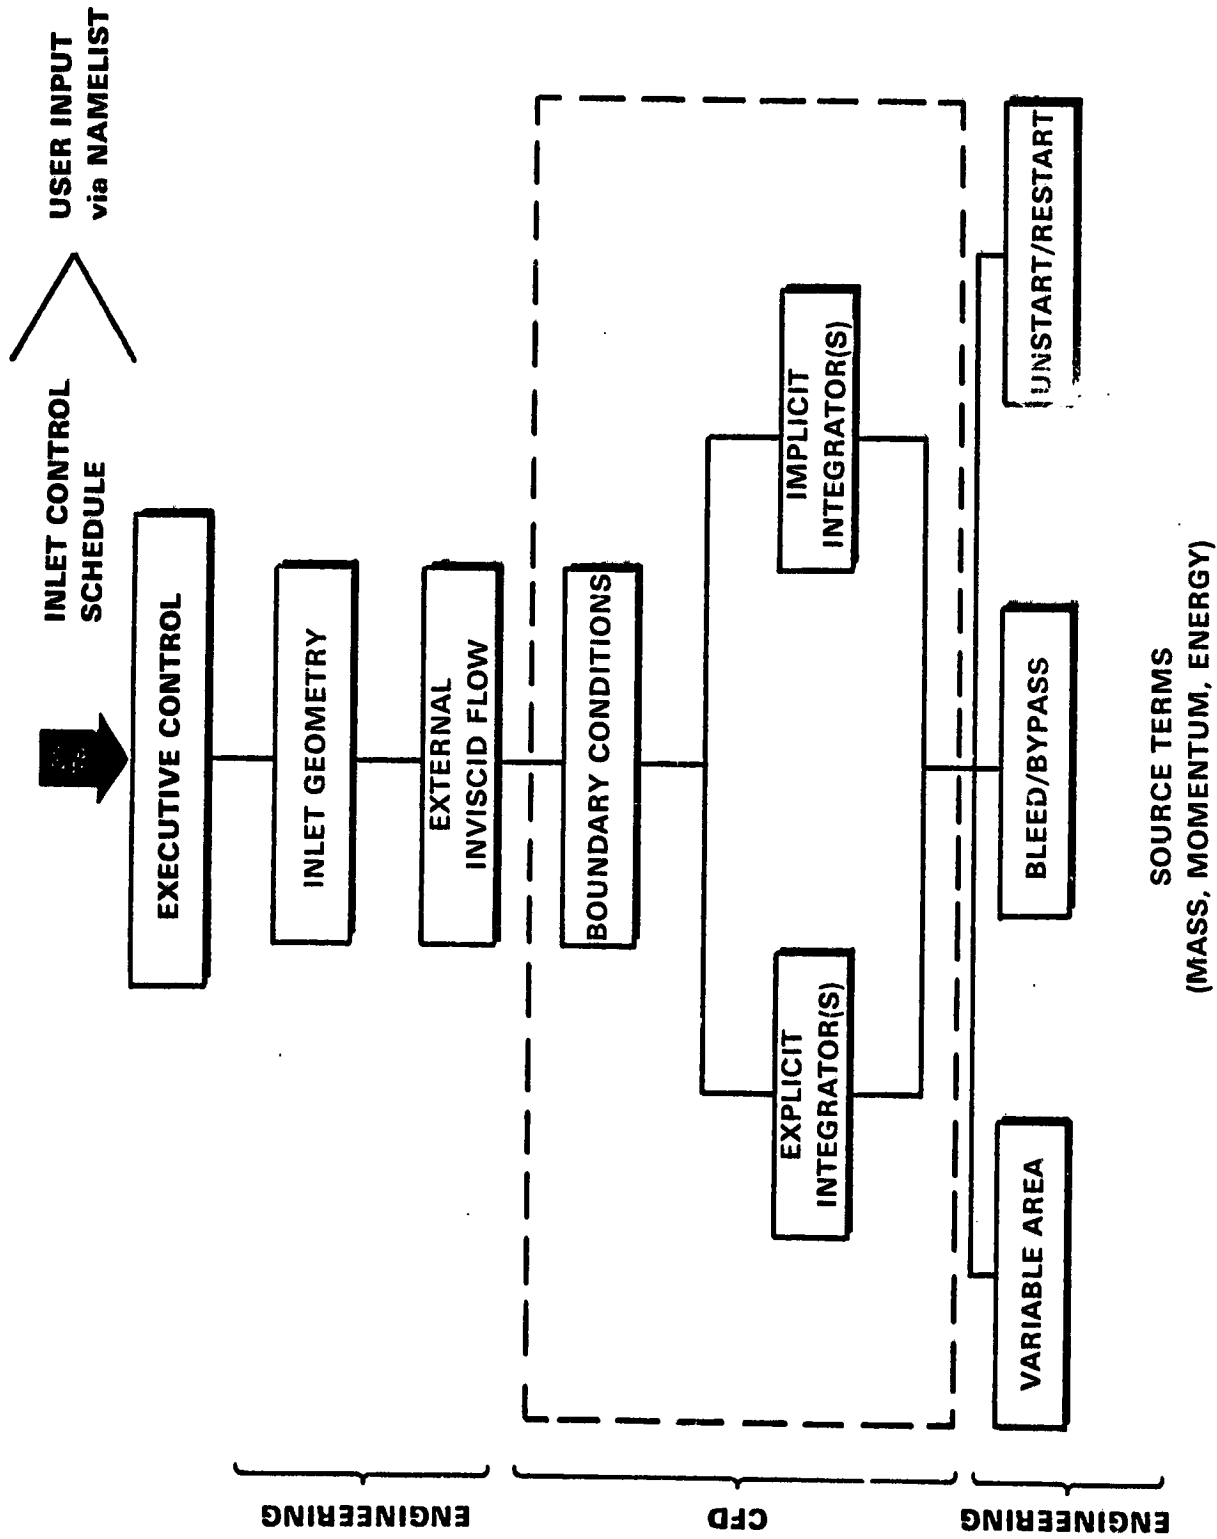 INLET CONTROL
SCHEDULE
USER INPUT
via NAMELIST
EXECUTIVE CONTROL
INLET GEOMETRY
EXTERNAL
INVISCID FLOW
BOUNDARY CONDITIONS
EXPLICIT
INTEGRATOR(S)
IMPLICIT
INTEGRATOR(S)
VARIABLE AREA
BLEED/BYPASS
UNSTART/RESTART
SOURCE TERMS
(MASS, MOMENTUM, ENERGY)
ENGINEERING
CFD
ENGINEERING